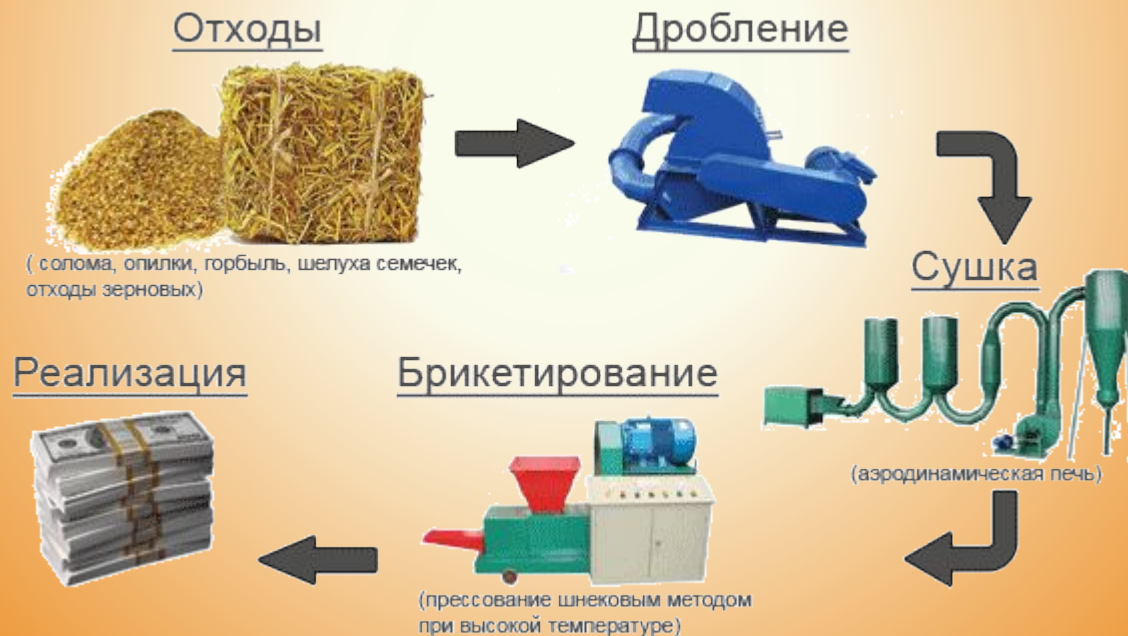 Отходы
Дробление
( солома, опилки, горбыль, шелуха семечек,
отходы зерновых)
Сушка
(аэродинамическая печь)
Брикетирование
(прессование шнековым методом
при высокой температуре)
Реализация